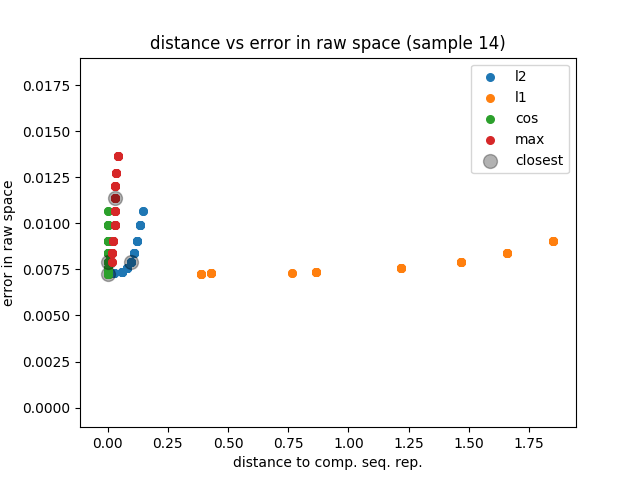 distance vs error in raw space (sample 14)
l2
l1
cos
max
closest
error in raw space
0.0175
0.0150
0.0125
0.0100
0.0075
0.0050
0.0025
0.0000
0.00 0.25 0.50 0.75 1.00 1.25 1.50 1.75
distance to comp. seq. rep.